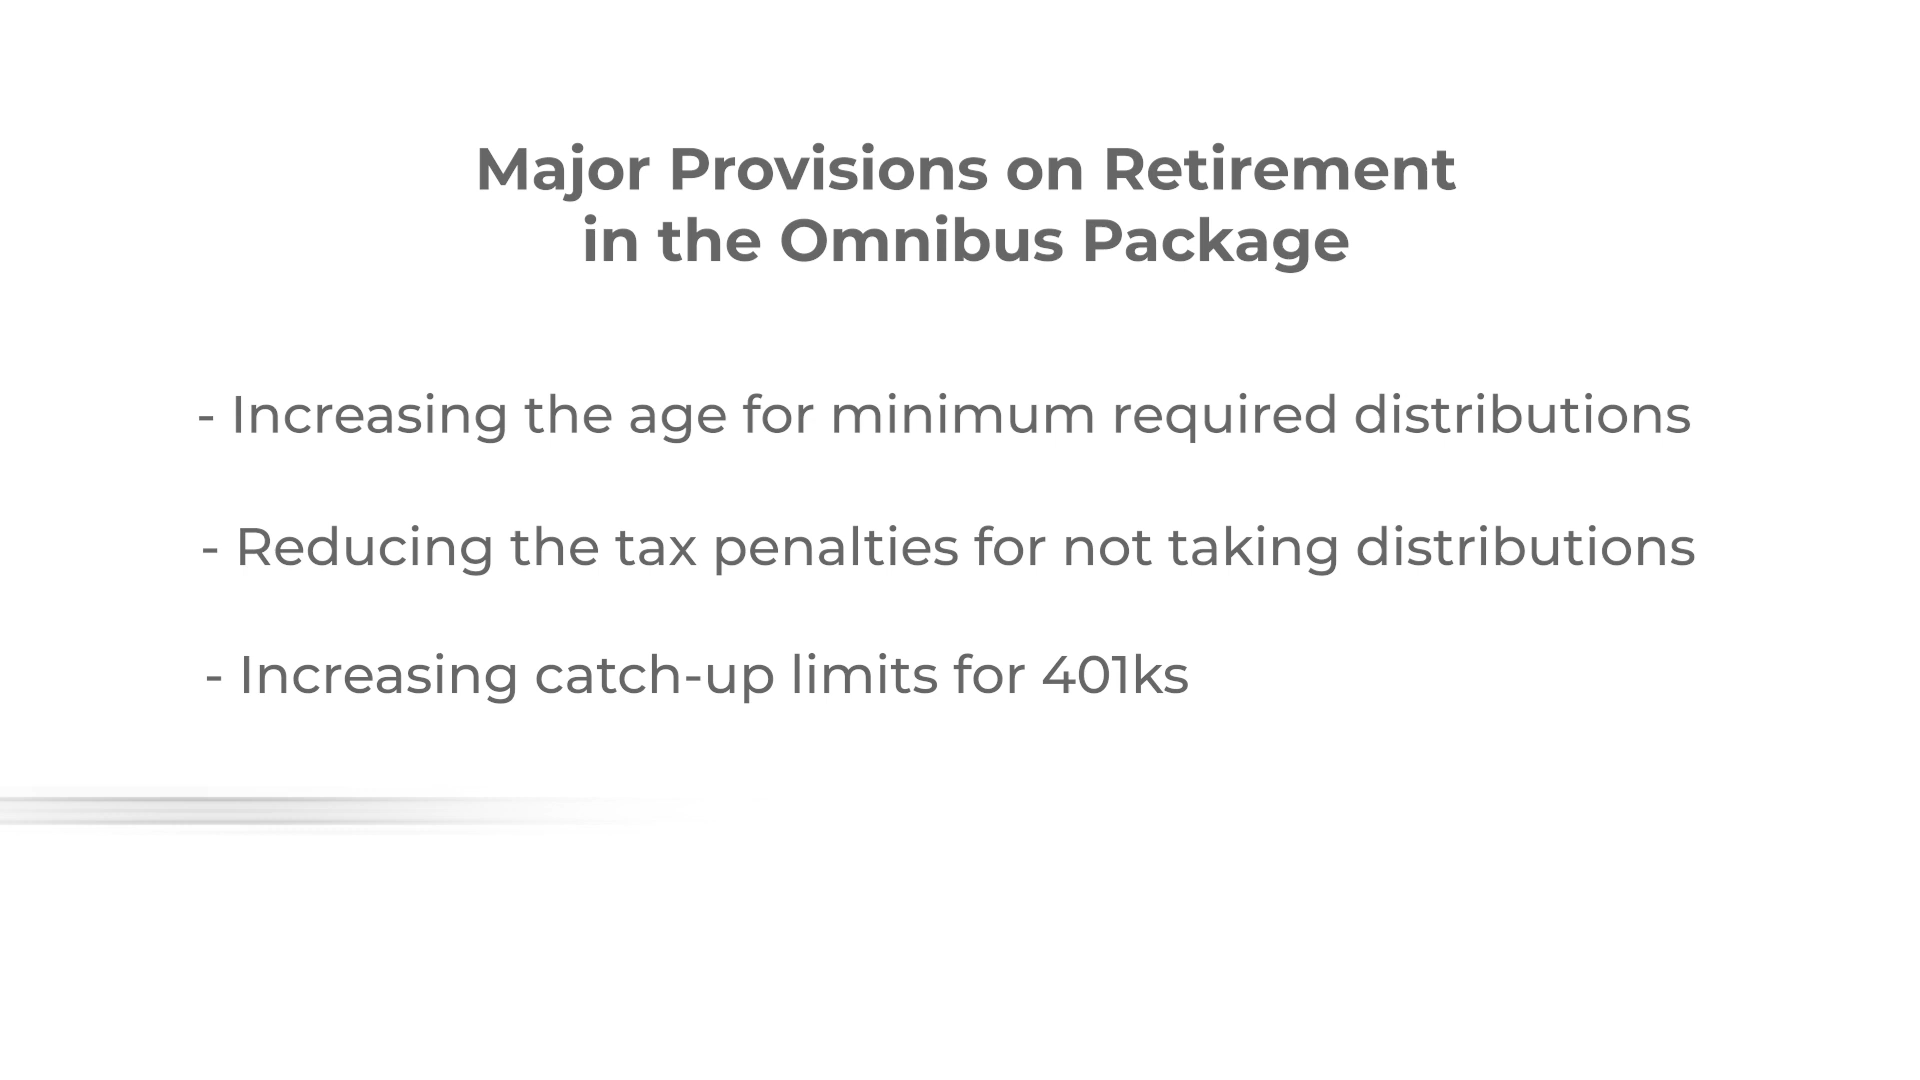 Major Provisions on Retirement
in the Omnibus Package
- Increasing the age for minimum required distributions
- Reducing the tax penalties for not taking distributions
- Increasing catch-up limits for 401ks